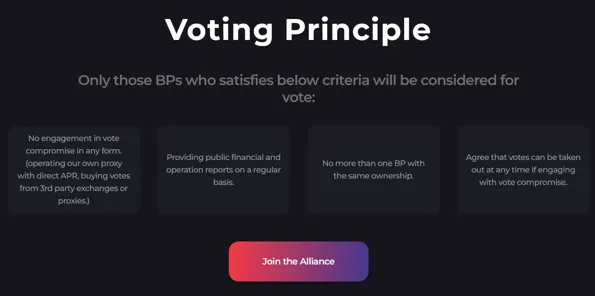 Voting Principle
Only those BPs who satisfies below criteria will be considered for
vote:
No engagement in vote
compromise in any form.
(operating our own proxy
with direct APR, buying votes
from 3rd party exchanges or
proxies.)
Providing public financial and
operation reports on a regular
basis.
No more than one BP with
the same ownership.
Agree that votes can be taken
out at any time if engaging
with vote compromise.
Join the Alliance